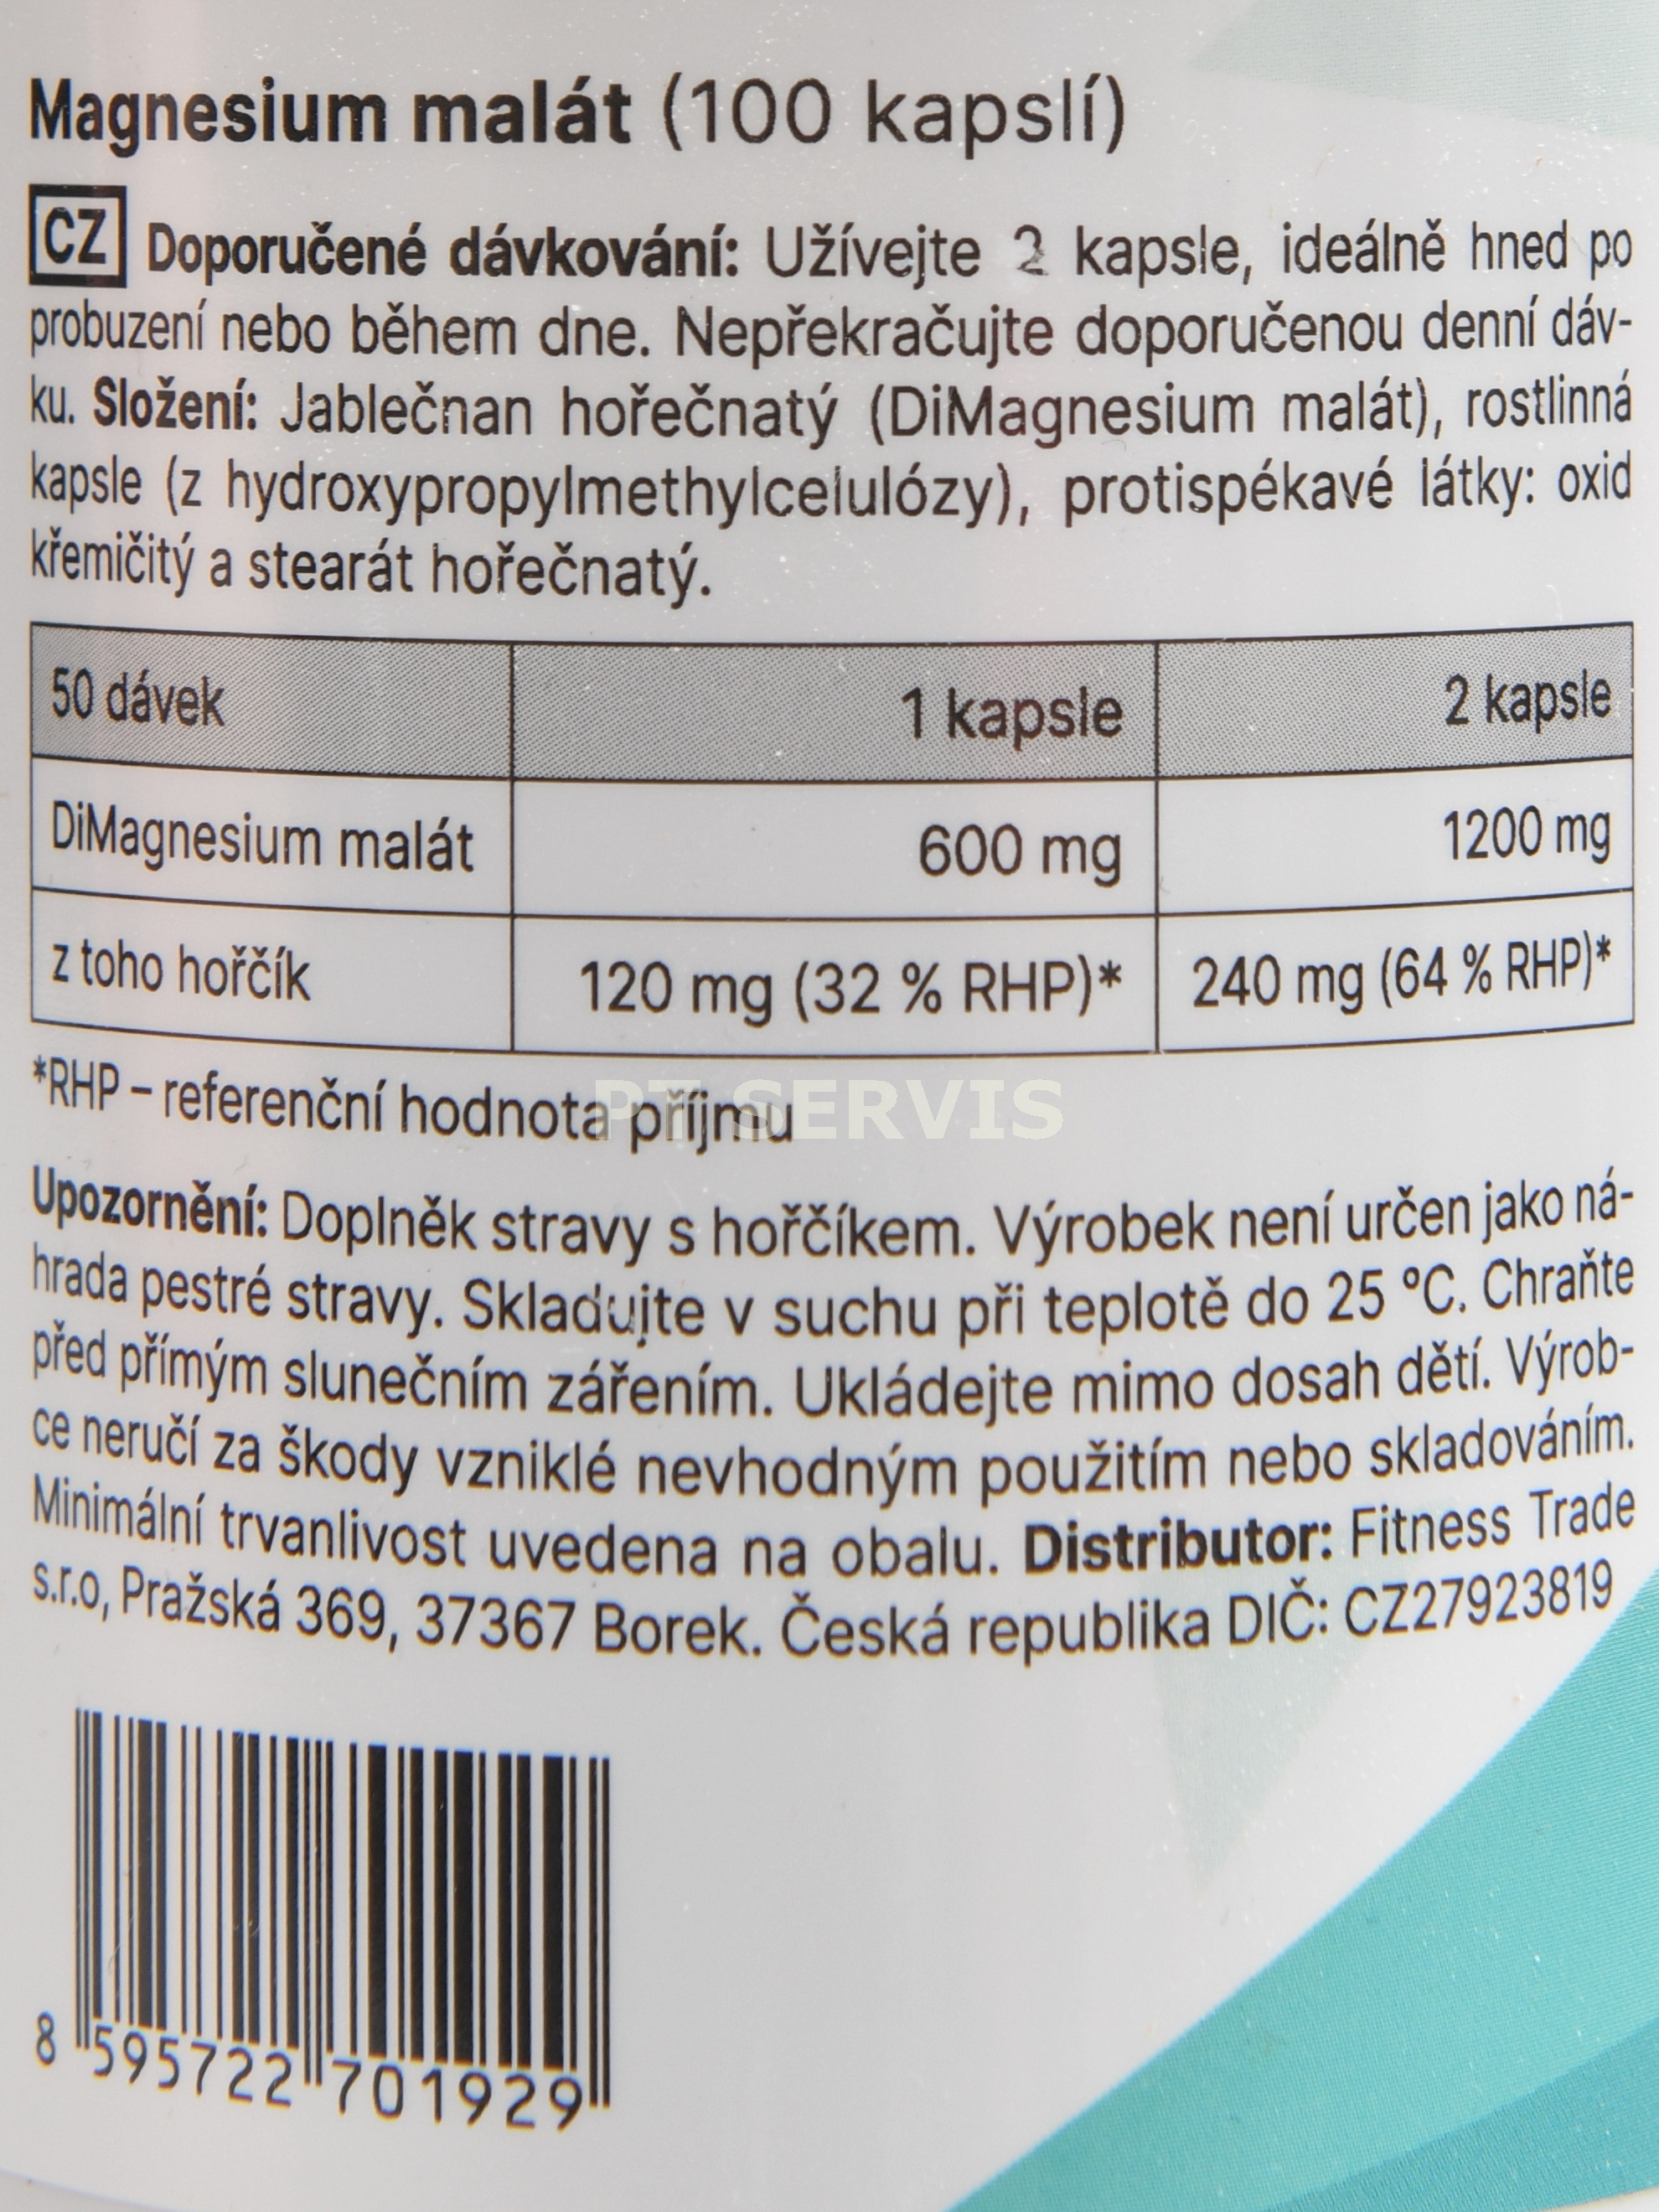 Magnesium malát (100 kapslí)
CZ Doporučené dávkování: Užívejte 2 kapsle, ideálně hned po
probuzení nebo během dne. Nepřekračujte doporučenou denní dáv-
ku. Složení: Jablečnan hořečnatý (DiMagnesium malát), rostlinná
kapsle (z hydroxypropylmethylcelulózy), protispékavé látky: oxid
křemičitý a stearát hořečnatý.
50 dávek 1 kapsle 2 kapsle
DiMagnesium malát 600 mg 1200 mg
z toho hořčík 120 mg (32 % RHP)* 240 mg (64 % RHP)*
*RHP – referenční hodnota příjmu
PT SERVIS
Upozornění: Doplněk stravy s hořčíkem. Výrobek není určen jako ná-
hrada pestré stravy. Skladujte v suchu při teplotě do 25 °C. Chraňte
před přímým slunečním zářením. Ukládejte mimo dosah dětí. Výrob-
ce neručí za škody vzniklé nevhodným použitím nebo skladováním.
Minimální trvanlivost uvedena na obalu. Distributor: Fitness Trade
s.r.o, Pražská 369, 37367 Borek. Česká republika DIČ: CZ27923819
8 595722 701929